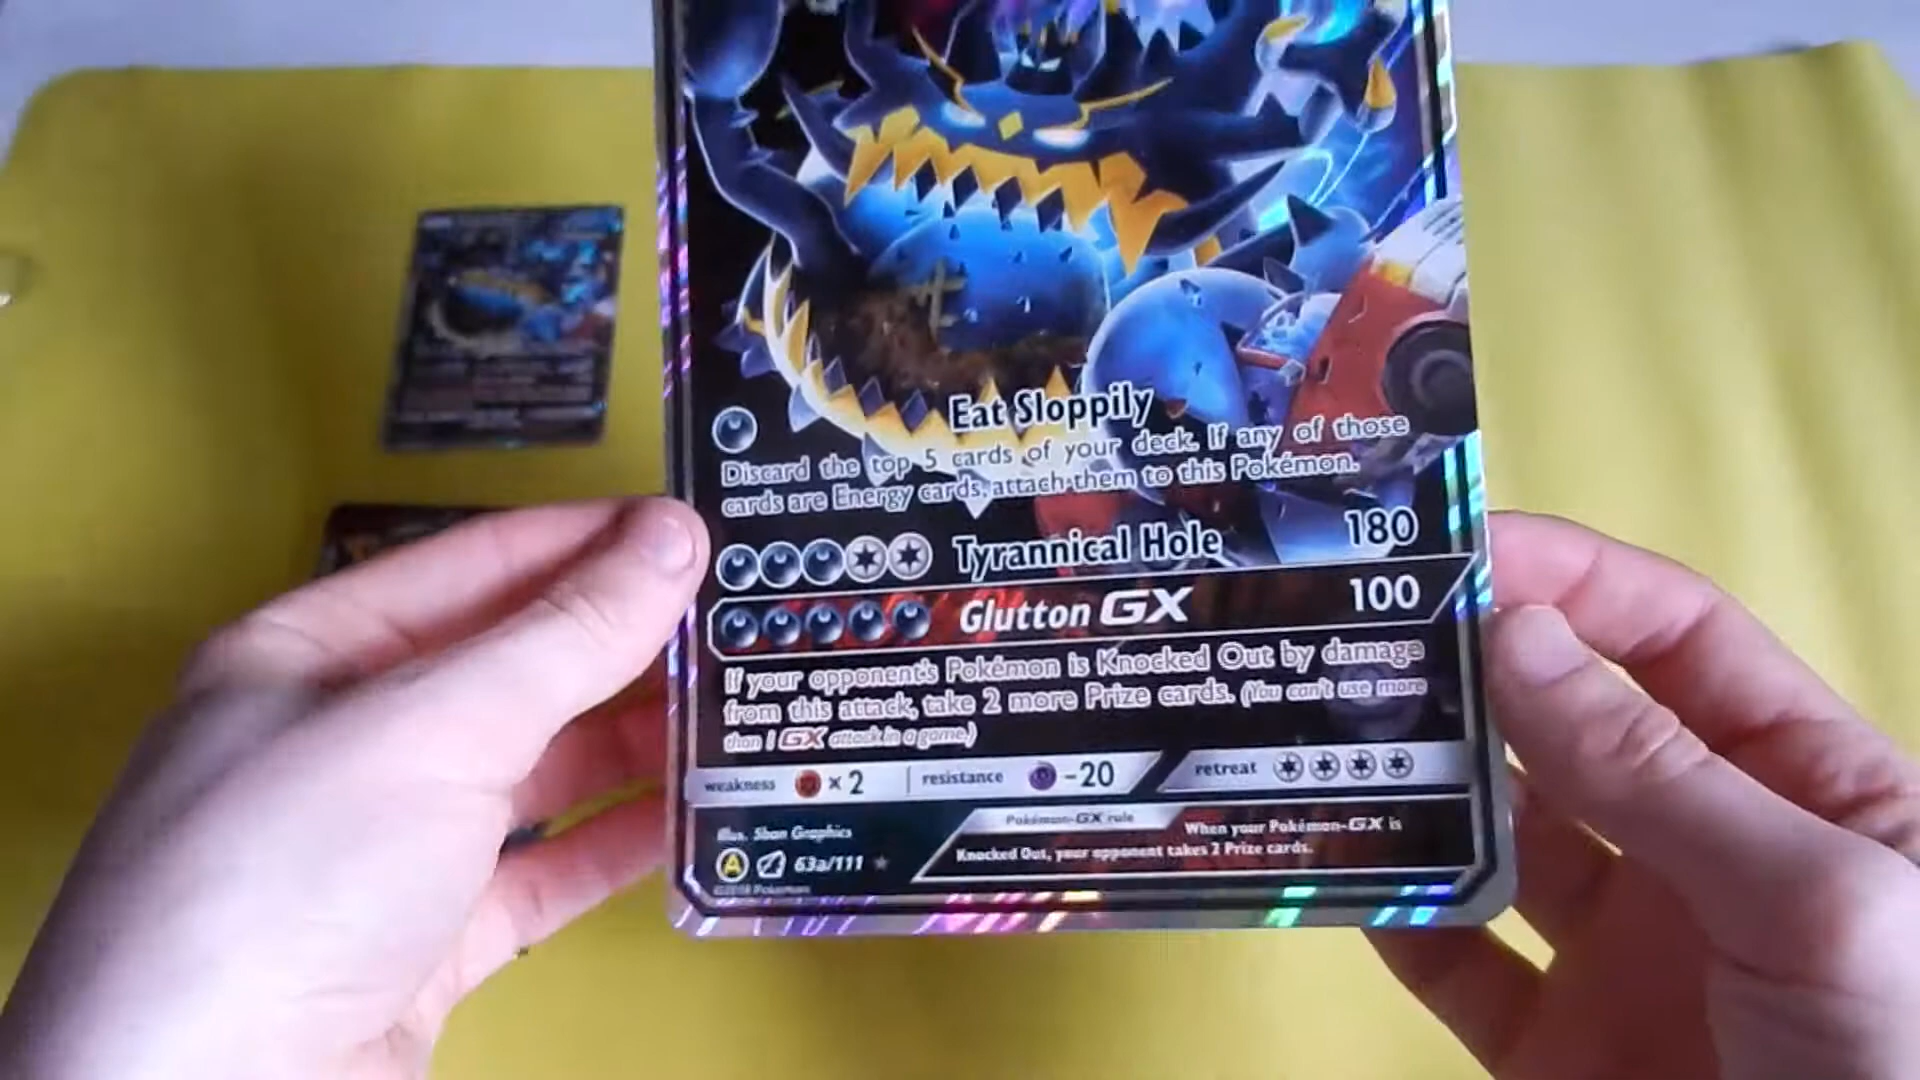 Eat Sloppily
Discard the top 5 cards of your deck. If any of those
cards are Energy cards, attach them to this Pokémon.
Tyrannical Hole 180
Glutton GX 100
If your opponent's Pokémon is Knocked Out by damage
from this attack, take 2 more Prize cards. (You can't use more
than 1 GX attack in a game.)
weakness × 2 resistance -20 retreat
Illus. 5ban Graphics
Pokémon-GX rule
When your Pokémon-GX is
Knocked Out, your opponent takes 2 Prize cards.
A 63a/111
©2018 Pokémon